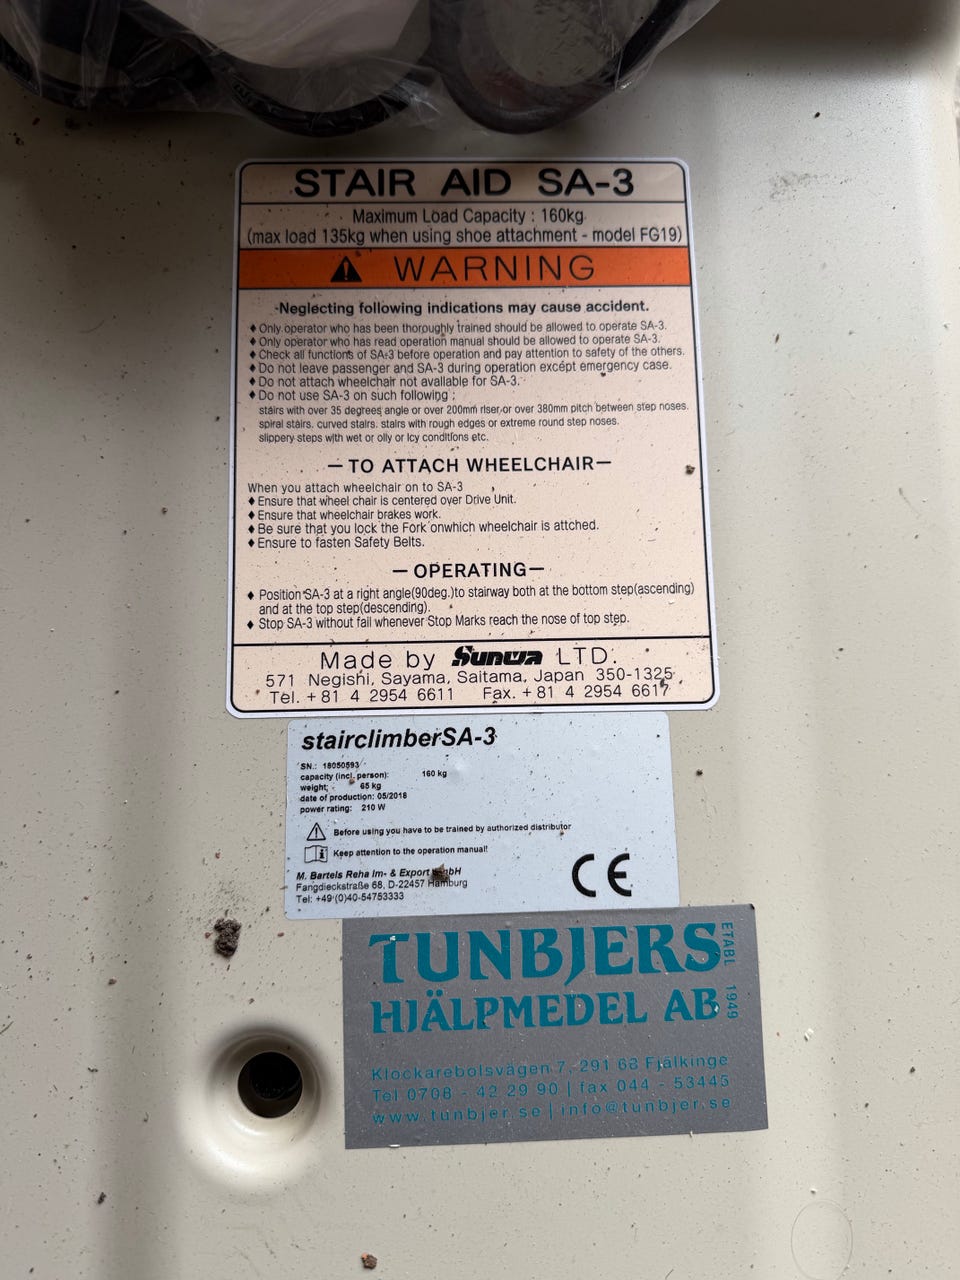 STAIR AID SA-3
Maximum Load Capacity : 160kg
(max load 135kg when using shoe attachment - model FG19)
WARNING
·Neglecting following indications may cause accident.
♦ Only operator who has been thoroughly trained should be allowed to operate SA-3.
♦ Only operator who has read operation manual should be allowed to operate SA-3.
♦ Check all functions of SA-3 before operation and pay attention to safety of the others.
♦ Do not leave passenger and SA-3 during operation except emergency case.
♦ Do not attach wheelchair not available for SA-3.
♦ Do not use SA-3 on such following ;
stairs with over 35 degrees angle or over 200mm riser,or over 380mm pitch between step noses.
spiral stairs. curved stairs. stairs with rough edges or extreme round step noses.
slippery steps with wet or oily or icy conditions etc.
— TO ATTACH WHEELCHAIR—
When you attach wheelchair on to SA-3
♦ Ensure that wheel chair is centered over Drive Unit.
♦ Ensure that wheelchair brakes work.
♦ Be sure that you lock the Fork onwhich wheelchair is attched.
♦ Ensure to fasten Safety Belts.
— OPERATING—
♦ Position SA-3 at a right angle(90deg.)to stairway both at the bottom step(ascending)
and at the top step(descending).
♦ Stop SA-3 without fail whenever Stop Marks reach the nose of top step.
Made by Sunwa LTD.
571 Negishi, Sayama, Saitama, Japan 350-1325
Tel. +81 4 2954 6611 Fax. +81 4 2954 6617
stairclimberSA-3
SN.: 18050593
capacity (incl. person): 160 kg
weight: 65 kg
date of production: 05/2018
power rating: 210 W
Before using you have to be trained by authorized distributor
Keep attention to the operation manual!
M. Bartels Reha Im- & Export GmbH
Fangdieckstraße 68, D-22457 Hamburg
Tel: +49 (0)40-54753333
CE
TUNBJERS
HJÄLPMEDEL AB
ETABL 1949
Klockarebolsvägen 7, 291 68 Fjälkinge
Tel 0708 - 42 29 90 | fax 044 - 53445
www.tunbjer.se | info@tunbjer.se